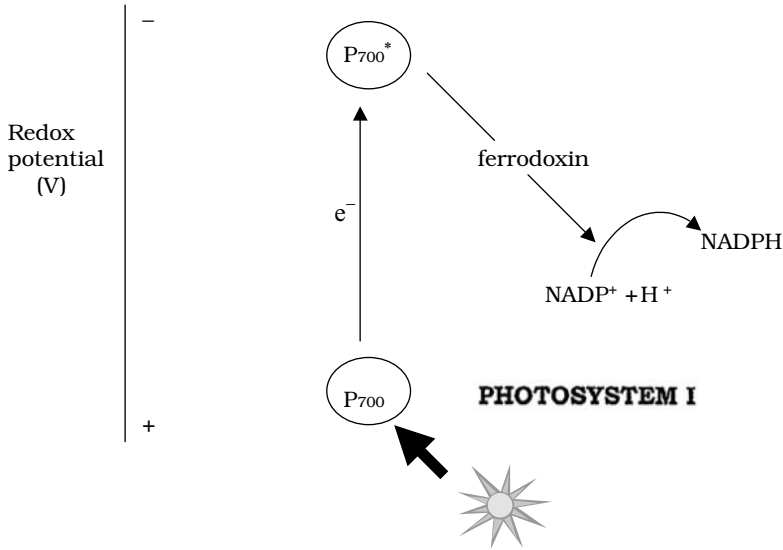 –
P700*
Redox
potential
(V)
ferrodoxin
e–
NADPH
NADP+ + H +
P700
PHOTOSYSTEM I
+